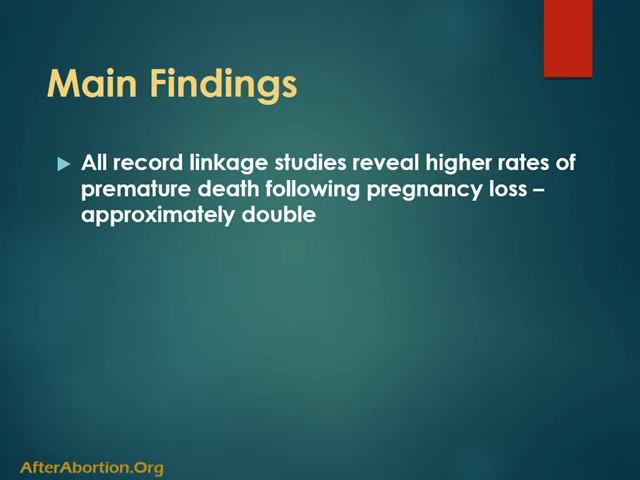 Main Findings
All record linkage studies reveal higher rates of
premature death following pregnancy loss –
approximately double
AfterAbortion.Org